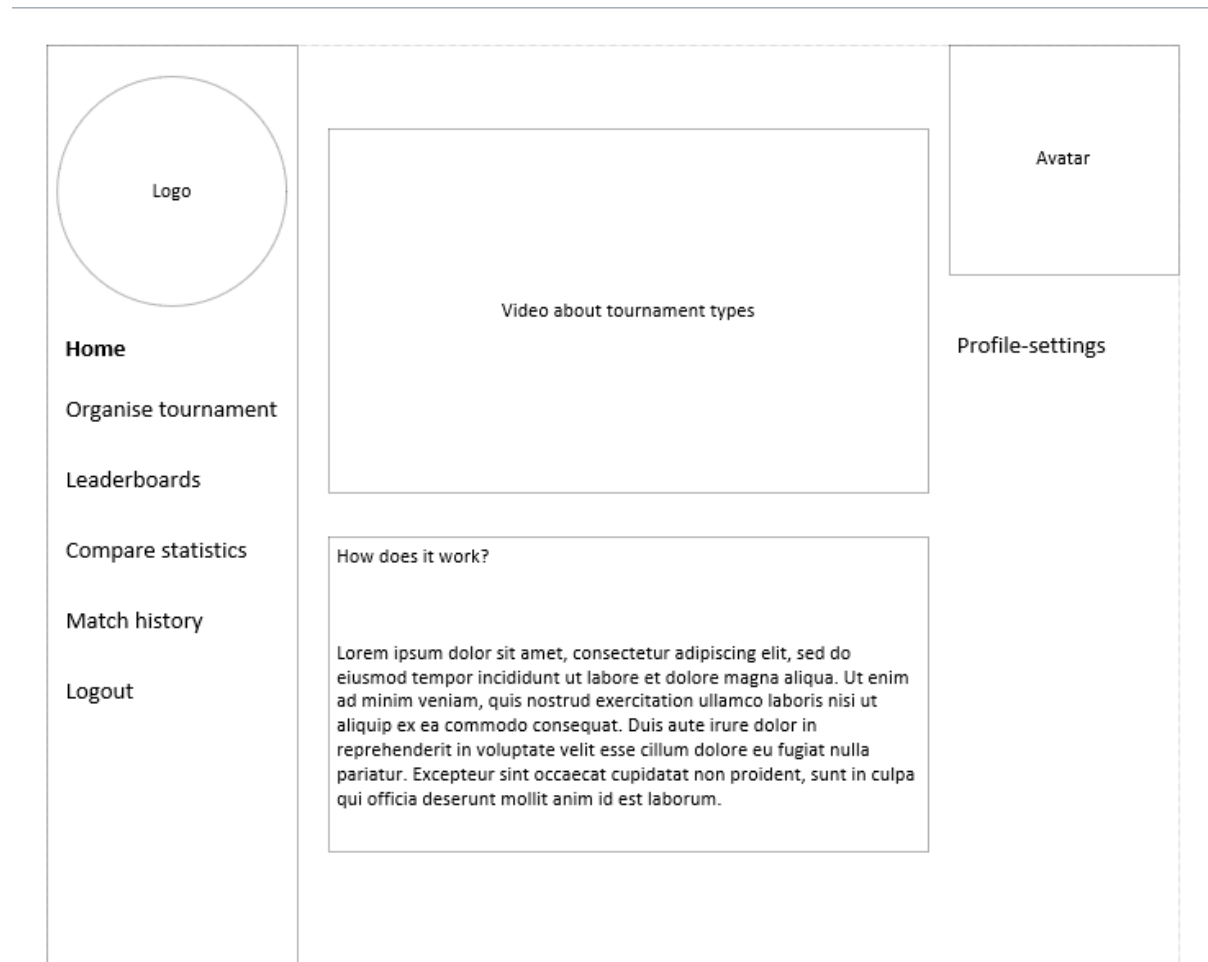 Logo
Home
Organise tournament
Leaderboards
Compare statistics
Match history
Logout
Video about tournament types
How does it work?
Lorem ipsum dolor sit amet, consectetur adipiscing elit, sed do
eiusmod tempor incididunt ut labore et dolore magna aliqua. Ut enim
ad minim veniam, quis nostrud exercitation ullamco laboris nisi ut
aliquip ex ea commodo consequat. Duis aute irure dolor in
reprehenderit in voluptate velit esse cillum dolore eu fugiat nulla
pariatur. Excepteur sint occaecat cupidatat non proident, sunt in culpa
qui officia deserunt mollit anim id est laborum.
Avatar
Profile-settings